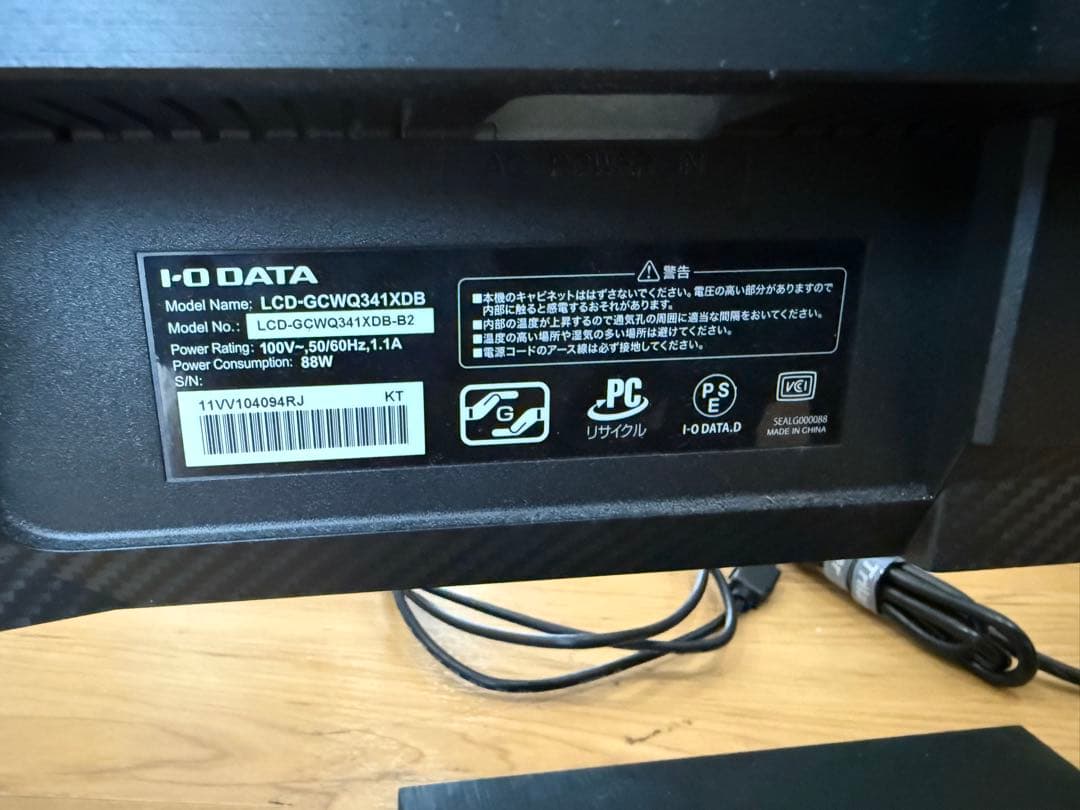 I-O DATA
Model Name: LCD-GCWQ341XDB
Model No.: LCD-GCWQ341XDB-B2
Power Rating: 100V~,50/60Hz,1.1A
Power Consumption: 88W
S/N:
11VV104094RJ KT
警告
■本機のキャビネットははずさないでください。電圧の高い部分がありますので
内部に触ると感電するおそれがあります。
■内部の温度が上昇するので通気孔の周囲に適当な間隔をおいてください。
■温度の高い場所や湿気の多い場所は避けてください。
■電源コードのアース線は必ず接地してください。
G
PC
リサイクル
PSE
I-O DATA.D
VCCI
SEALG000088
MADE IN CHINA